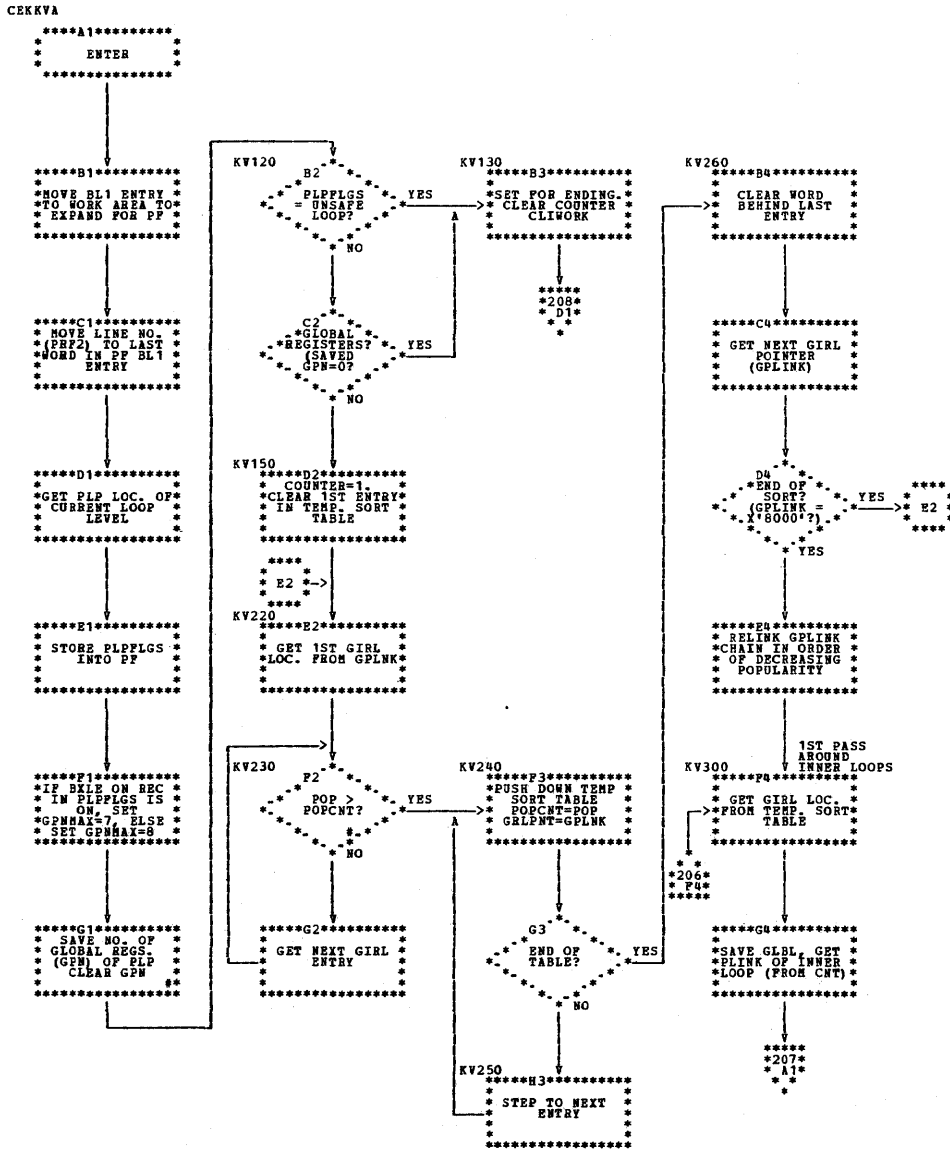 CEKKVA
A1
ENTER
B1
MOVE BL1 ENTRY
TO WORK AREA TO
EXPAND FOR PF
C1
MOVE LINE NO.
(PRF2) TO LAST
WORD IN PF BL1
ENTRY
D1
GET PLP LOC. OF
CURRENT LOOP
LEVEL
E1
STORE PLPFLGS
INTO PF
F1
IF BXLE ON REC
IN PLPFLGS IS
ON, SET
GPNMAX=7, ELSE
SET GPNMAX=8
G1
SAVE NO. OF
GLOBAL REGS.
(GPN) OF PLP
CLEAR GPN
#
KV120
B2
PLPFLGS
= UNSAFE
LOOP?
YES
NO
C2
GLOBAL
REGISTERS?
(SAVED
GPN=0?
YES
NO
KV150
D2
COUNTER=1.
CLEAR 1ST ENTRY
IN TEMP. SORT
TABLE
E2
KV220
E2
GET 1ST GIRL
LOC. FROM GPLNK
KV230
F2
POP >
POPCNT?
#
YES
NO
G2
GET NEXT GIRL
ENTRY
KV130
B3
SET FOR ENDING.
CLEAR COUNTER
CLIWORK
208
D1
KV240
F3
PUSH DOWN TEMP
SORT TABLE
POPCNT=POP
GRLPNT=GPLNK
G3
END OF
TABLE?
YES
NO
KV250
H3
STEP TO NEXT
ENTRY
KV260
B4
CLEAR WORD
BEHIND LAST
ENTRY
C4
GET NEXT GIRL
POINTER
(GPLINK)
D4
END OF
SORT?
(GPLINK =
X'8000'?)
YES
E2
YES
E4
RELINK GPLINK
CHAIN IN ORDER
OF DECREASING
POPULARITY
1ST PASS
AROUND
INNER LOOPS
KV300
F4
GET GIRL LOC.
FROM TEMP. SORT
TABLE
206
F4
G4
SAVE GLBL, GET
PLINK OF INNER
LOOP (FROM CNT)
207
A1